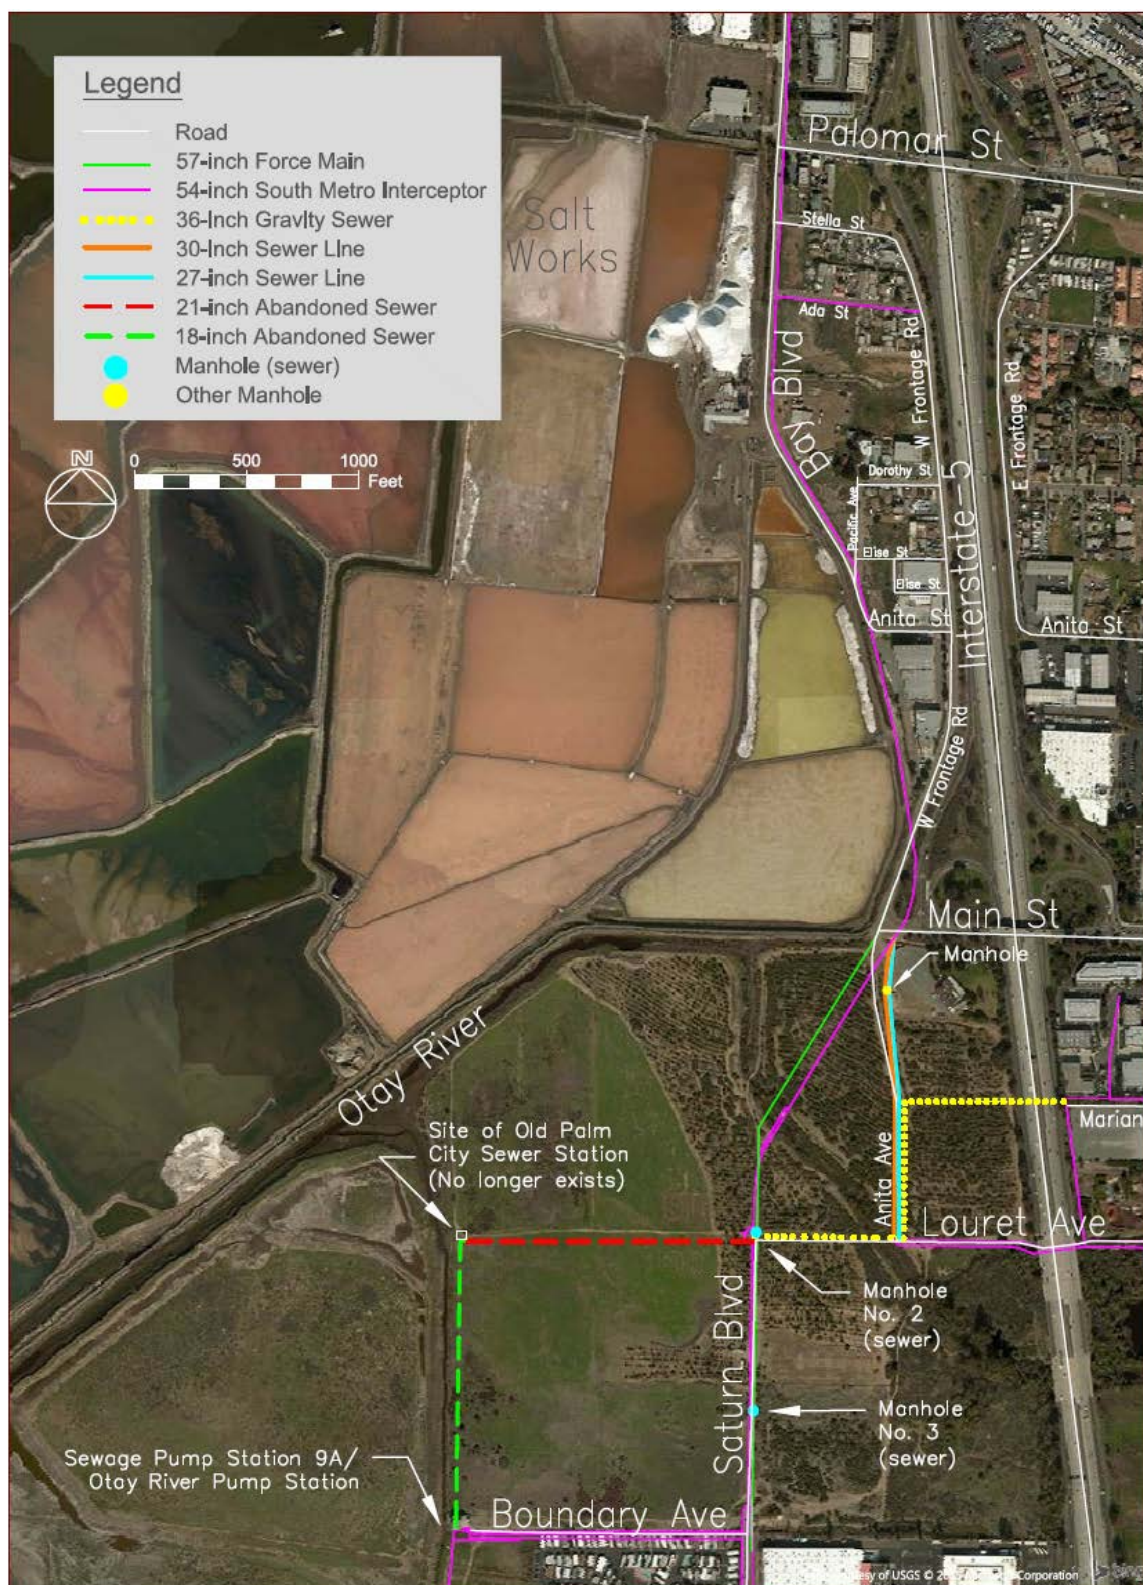 Legend
Road
57-inch Force Main
54-inch South Metro Interceptor
36-Inch Gravity Sewer
30-Inch Sewer Line
27-inch Sewer Line
21-inch Abandoned Sewer
18-inch Abandoned Sewer
Manhole (sewer)
Other Manhole
N
0 500 1000
Feet
Salt
Works
Palomar St
Stella St
Ada St
Bay Blvd
W Frontage Rd
E Frontage Rd
Interstate-5
Dorothy St
Pacific Ave
Elise St
Elise St
Anita St
Anita St
W Frontage Rd
Main St
Manhole
Otay River
Site of Old Palm
City Sewer Station
(No longer exists)
Marian
Anita Ave
Louret Ave
Manhole
No. 2
(sewer)
Saturn Blvd
Manhole
No. 3
(sewer)
Sewage Pump Station 9A/
Otay River Pump Station
Boundary Ave
esy of USGS © 20 Corporation